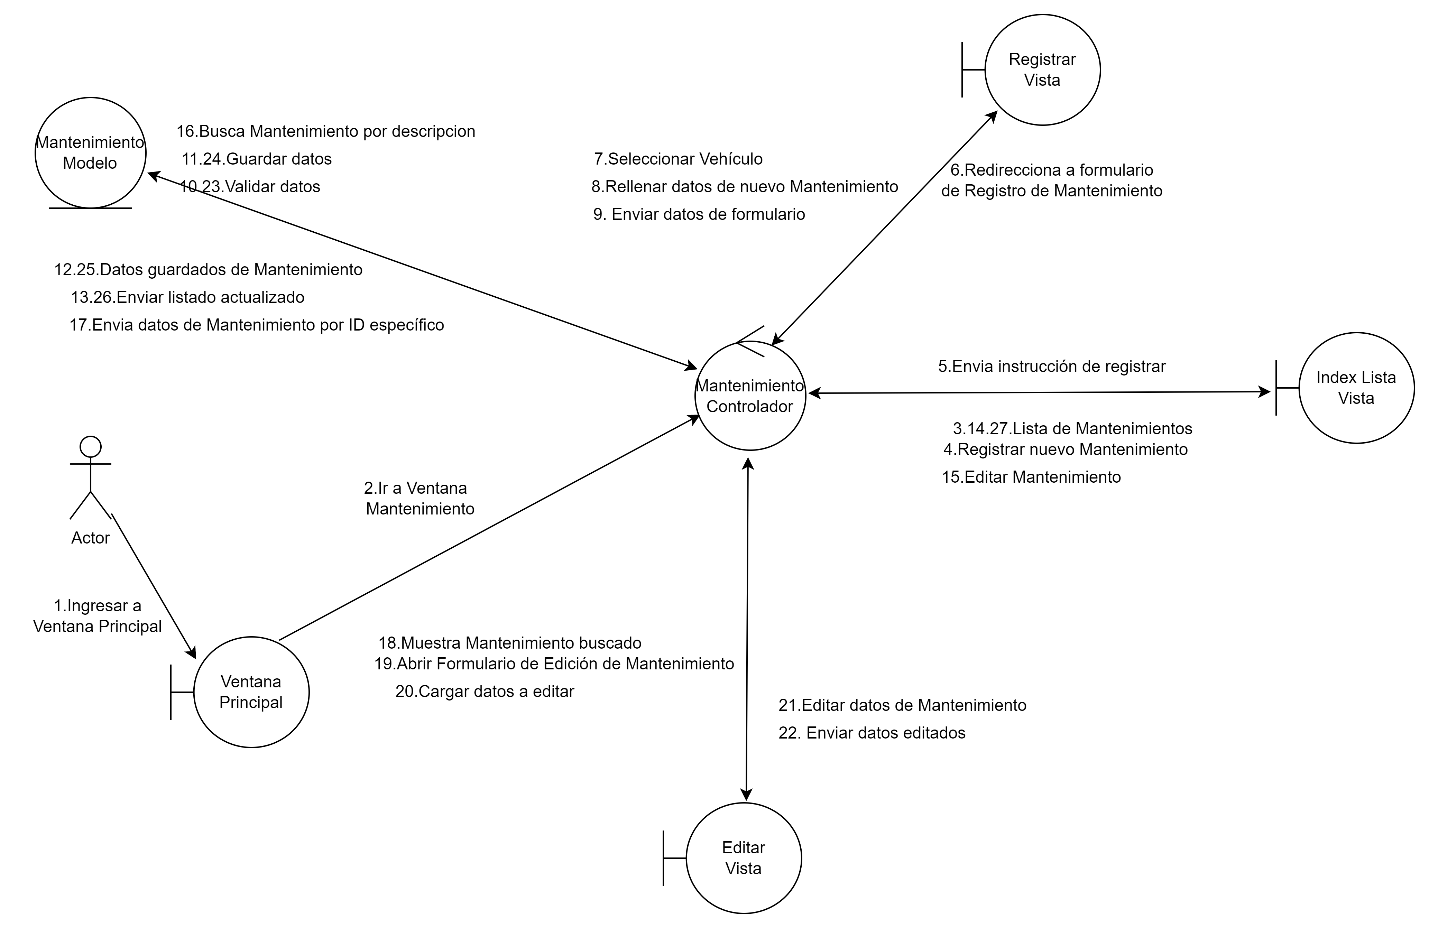 Registrar
Vista
Mantenimiento
Modelo
16.Busca Mantenimiento por descripcion
11.24.Guardar datos
10.23.Validar datos
7.Seleccionar Vehículo
8.Rellenar datos de nuevo Mantenimiento
9. Enviar datos de formulario
6.Redirecciona a formulario
de Registro de Mantenimiento
12.25.Datos guardados de Mantenimiento
13.26.Enviar listado actualizado
17.Envia datos de Mantenimiento por ID específico
Mantenimiento
Controlador
5.Envia instrucción de registrar
Index Lista
Vista
3.14.27.Lista de Mantenimientos
4.Registrar nuevo Mantenimiento
15.Editar Mantenimiento
2.Ir a Ventana
Mantenimiento
Actor
1.Ingresar a
Ventana Principal
Ventana
Principal
18.Muestra Mantenimiento buscado
19.Abrir Formulario de Edición de Mantenimiento
20.Cargar datos a editar
21.Editar datos de Mantenimiento
22. Enviar datos editados
Editar
Vista